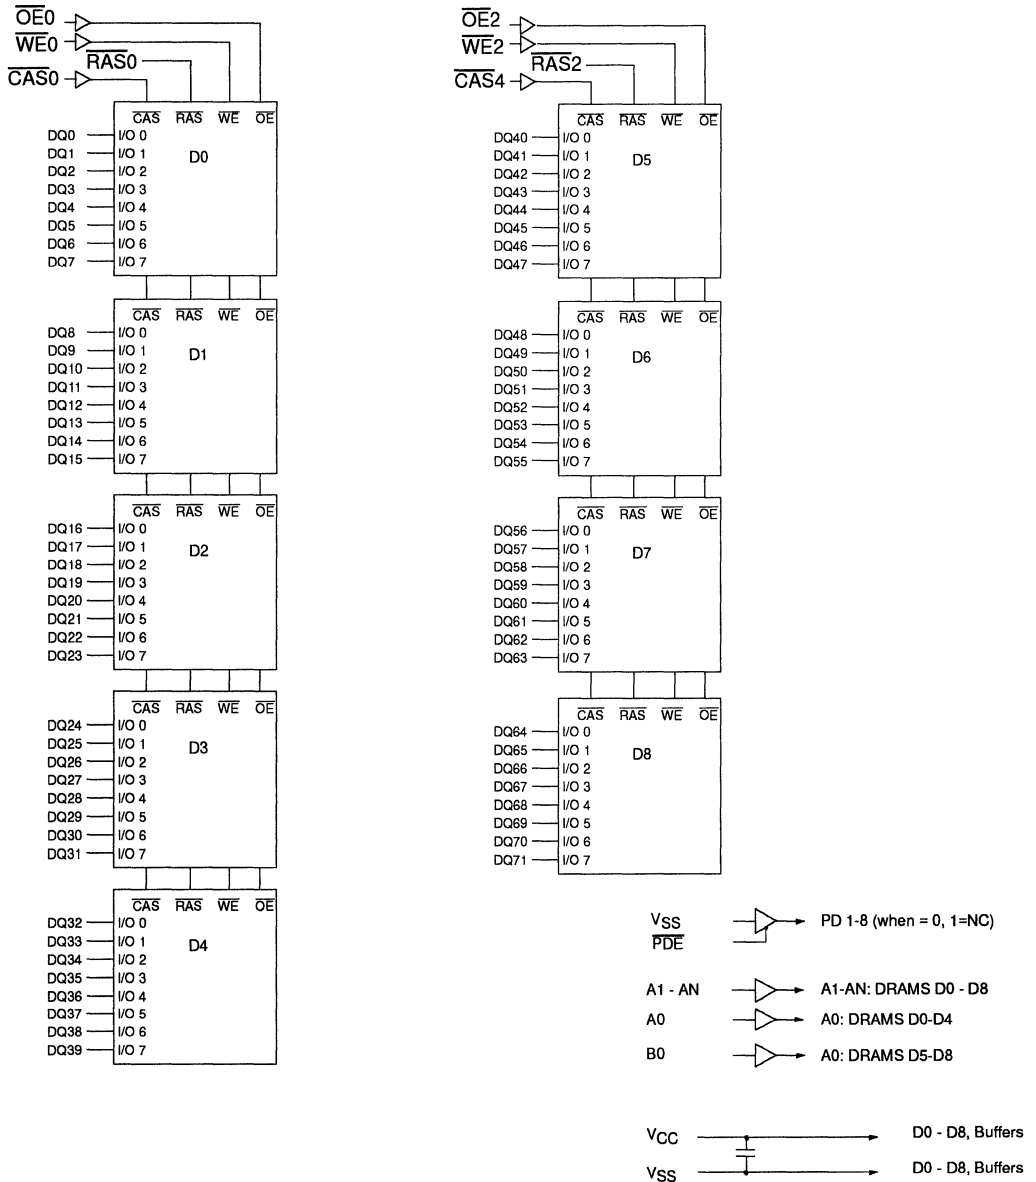 OE0
WE0
RAS0
CAS0
CAS RAS WE OE
D0
DQ0 I/O 0
DQ1 I/O 1
DQ2 I/O 2
DQ3 I/O 3
DQ4 I/O 4
DQ5 I/O 5
DQ6 I/O 6
DQ7 I/O 7
CAS RAS WE OE
D1
DQ8 I/O 0
DQ9 I/O 1
DQ10 I/O 2
DQ11 I/O 3
DQ12 I/O 4
DQ13 I/O 5
DQ14 I/O 6
DQ15 I/O 7
CAS RAS WE OE
D2
DQ16 I/O 0
DQ17 I/O 1
DQ18 I/O 2
DQ19 I/O 3
DQ20 I/O 4
DQ21 I/O 5
DQ22 I/O 6
DQ23 I/O 7
CAS RAS WE OE
D3
DQ24 I/O 0
DQ25 I/O 1
DQ26 I/O 2
DQ27 I/O 3
DQ28 I/O 4
DQ29 I/O 5
DQ30 I/O 6
DQ31 I/O 7
CAS RAS WE OE
D4
DQ32 I/O 0
DQ33 I/O 1
DQ34 I/O 2
DQ35 I/O 3
DQ36 I/O 4
DQ37 I/O 5
DQ38 I/O 6
DQ39 I/O 7
OE2
WE2
RAS2
CAS4
CAS RAS WE OE
D5
DQ40 I/O 0
DQ41 I/O 1
DQ42 I/O 2
DQ43 I/O 3
DQ44 I/O 4
DQ45 I/O 5
DQ46 I/O 6
DQ47 I/O 7
CAS RAS WE OE
D6
DQ48 I/O 0
DQ49 I/O 1
DQ50 I/O 2
DQ51 I/O 3
DQ52 I/O 4
DQ53 I/O 5
DQ54 I/O 6
DQ55 I/O 7
CAS RAS WE OE
D7
DQ56 I/O 0
DQ57 I/O 1
DQ58 I/O 2
DQ59 I/O 3
DQ60 I/O 4
DQ61 I/O 5
DQ62 I/O 6
DQ63 I/O 7
CAS RAS WE OE
D8
DQ64 I/O 0
DQ65 I/O 1
DQ66 I/O 2
DQ67 I/O 3
DQ68 I/O 4
DQ69 I/O 5
DQ70 I/O 6
DQ71 I/O 7
VSS PD 1-8 (when = 0, 1=NC)
PDE
A1 - AN A1-AN: DRAMS D0 - D8
A0 A0: DRAMS D0-D4
B0 A0: DRAMS D5-D8
VCC D0 - D8, Buffers
VSS D0 - D8, Buffers